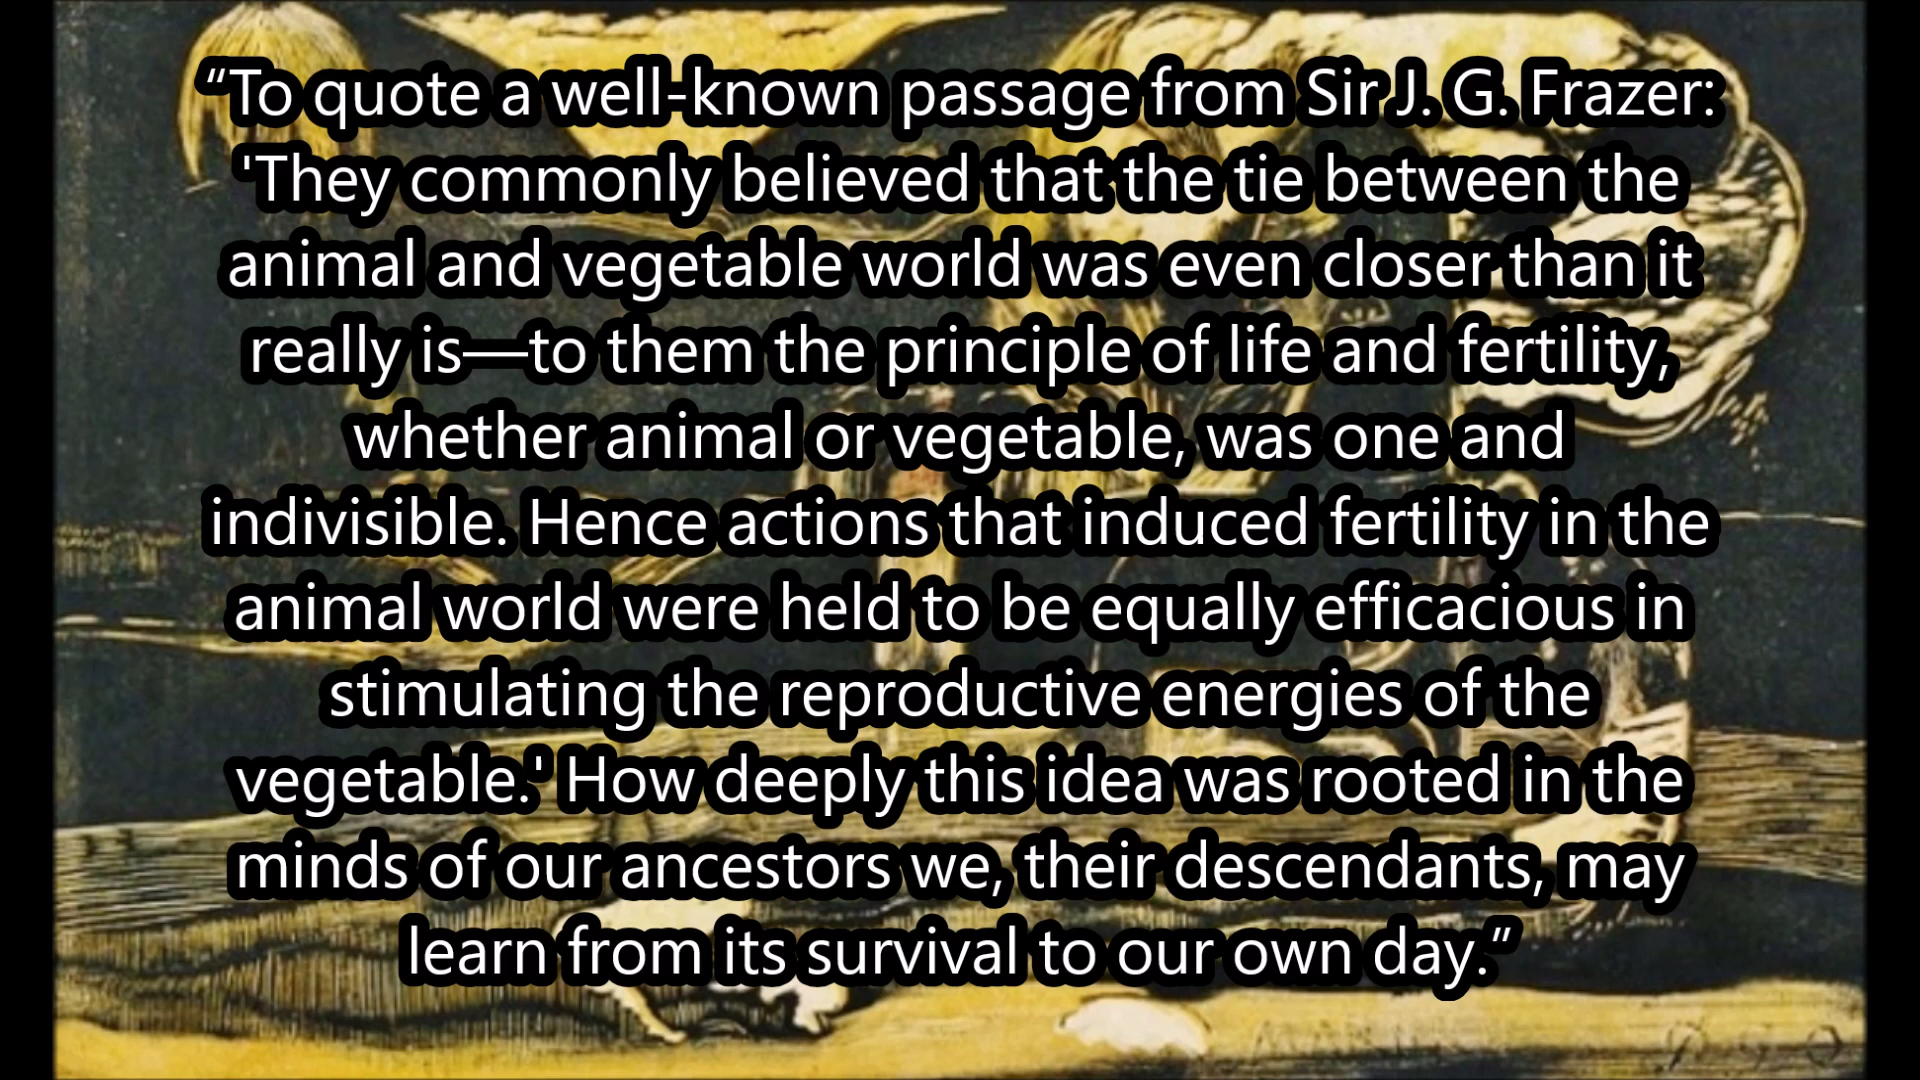 “To quote a well-known passage from Sir J. G. Frazer:
'They commonly believed that the tie between the
animal and vegetable world was even closer than it
really is—to them the principle of life and fertility,
whether animal or vegetable, was one and
indivisible. Hence actions that induced fertility in the
animal world were held to be equally efficacious in
stimulating the reproductive energies of the
vegetable.' How deeply this idea was rooted in the
minds of our ancestors we, their descendants, may
learn from its survival to our own day.”